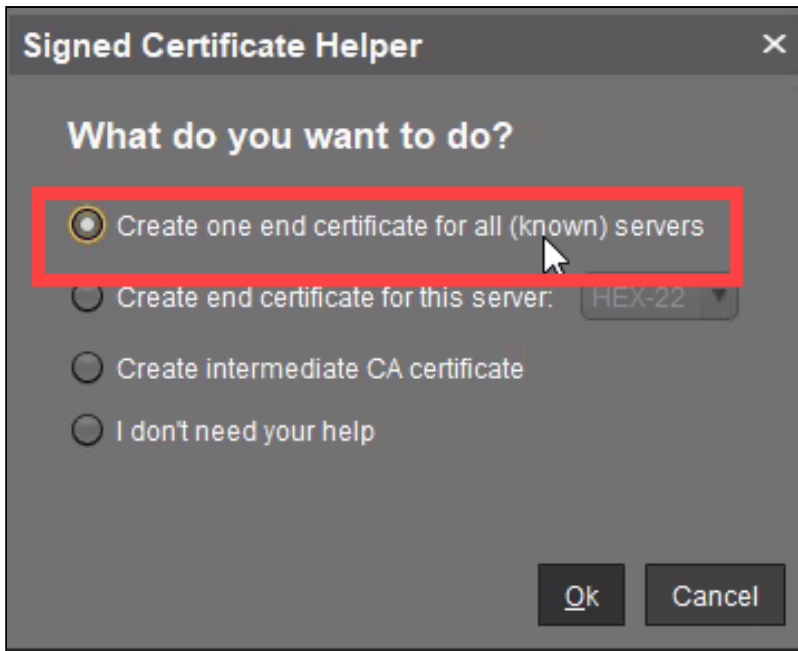 Signed Certificate Helper
What do you want to do?
Create one end certificate for all (known) servers
Create end certificate for this server: HEX-22
Create intermediate CA certificate
I don't need your help
Ok Cancel